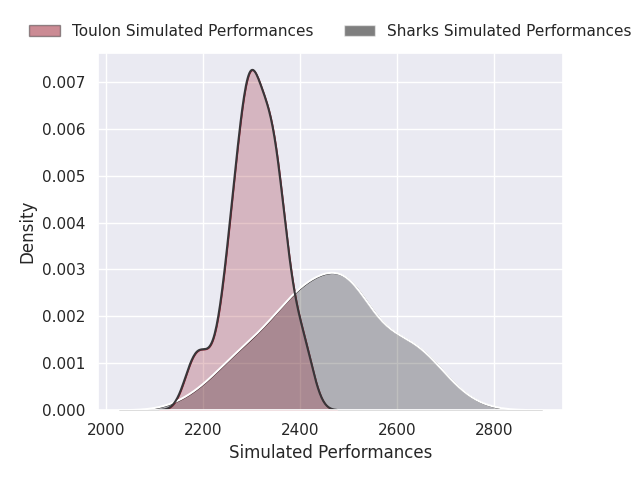 Toulon Simulated Performances Sharks Simulated Performances
0.007
0.006
0.005
0.004
0.003
0.002
0.001
0.000
Density
2000 2200 2400 2600 2800
Simulated Performances